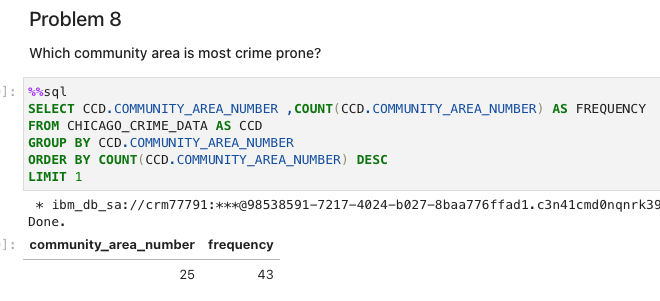 Problem 8
Which community area is most crime prone?
]: %%sql
SELECT CCD.COMMUNITY_AREA_NUMBER ,COUNT(CCD.COMMUNITY_AREA_NUMBER) AS FREQUENCY
FROM CHICAGO_CRIME_DATA AS CCD
GROUP BY CCD.COMMUNITY_AREA_NUMBER
ORDER BY COUNT(CCD.COMMUNITY_AREA_NUMBER) DESC
LIMIT 1
* ibm_db_sa://crm77791:***@98538591-7217-4024-b027-8baa776ffad1.c3n41cmd0nqnrk39
Done.
]: community_area_number frequency
25 43